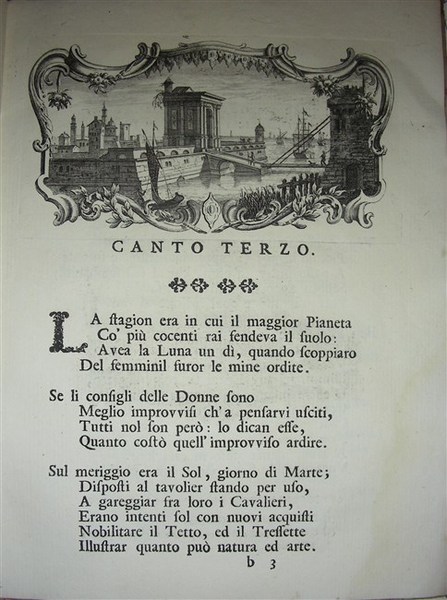 CANTO TERZO.
LA ſtagion era in cui il maggior Pianeta
Co' più cocenti rai fendeva il ſuolo:
Avea la Luna un dì, quando ſcoppiaro
Del femminil furor le mine ordite.
Se li conſigli delle Donne ſono
Meglio improvviſi ch'a penſarvi uſciti,
Tutti nol ſon però: lo dican eſſe,
Quanto coſtò quell'improvviſo ardire.
Sul meriggio era il Sol, giorno di Marte;
Diſpoſti al tavolier ſtando per uſo,
A gareggiar fra loro i Cavalieri,
Erano intenti ſol con nuovi acquiſti
Nobilitare il Tetto, ed il Treſſette
Illuſtrar quanto può natura ed arte.
b 3